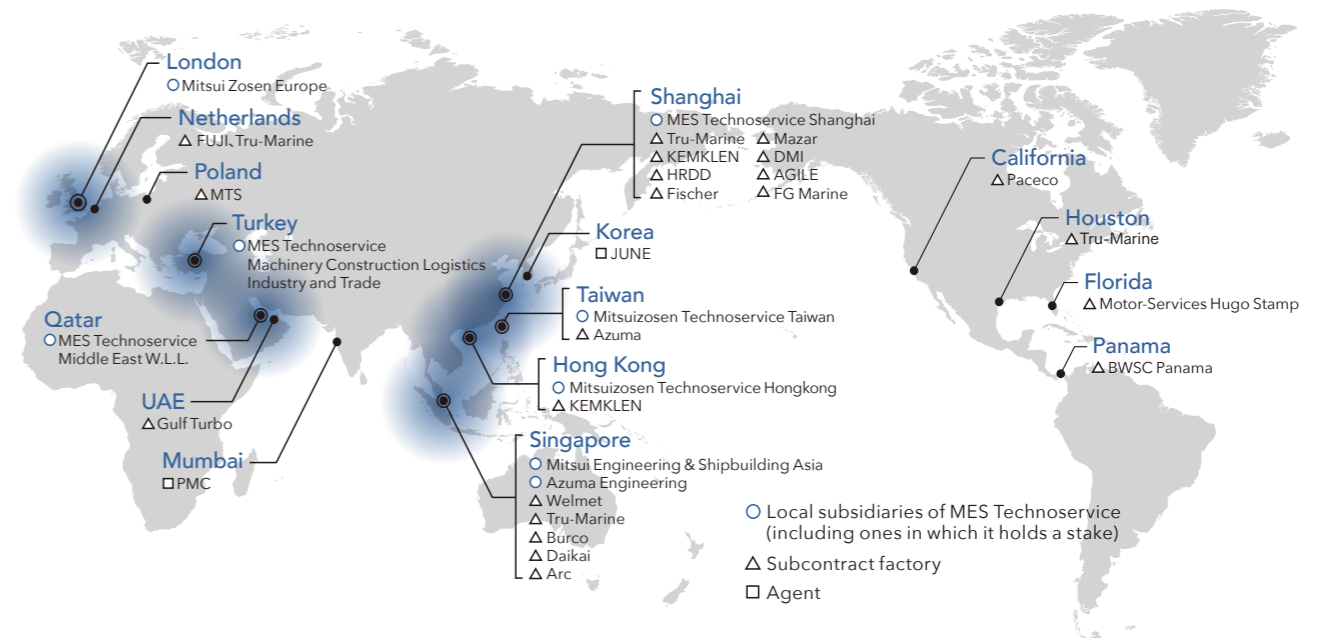 London
○ Mitsui Zosen Europe
Netherlands
△ FUJI、Tru-Marine
Poland
△ MTS
Turkey
○ MES Technoservice
Machinery Construction Logistics
Industry and Trade
Qatar
○ MES Technoservice
Middle East W.L.L.
UAE
△ Gulf Turbo
Mumbai
□ PMC
Shanghai
○ MES Technoservice Shanghai
△ Tru-Marine △ Mazar
△ KEMKLEN △ DMI
△ HRDD △ AGILE
△ Fischer △ FG Marine
Korea
□ JUNE
Taiwan
○ Mitsuizosen Technoservice Taiwan
△ Azuma
Hong Kong
○ Mitsuizosen Technoservice Hongkong
△ KEMKLEN
Singapore
○ Mitsui Engineering & Shipbuilding Asia
○ Azuma Engineering
△ Welmet
△ Tru-Marine
△ Burco
△ Daikai
△ Arc
California
△ Paceco
Houston
△ Tru-Marine
Florida
△ Motor-Services Hugo Stamp
Panama
△ BWSC Panama
○ Local subsidiaries of MES Technoservice
(including ones in which it holds a stake)
△ Subcontract factory
□ Agent